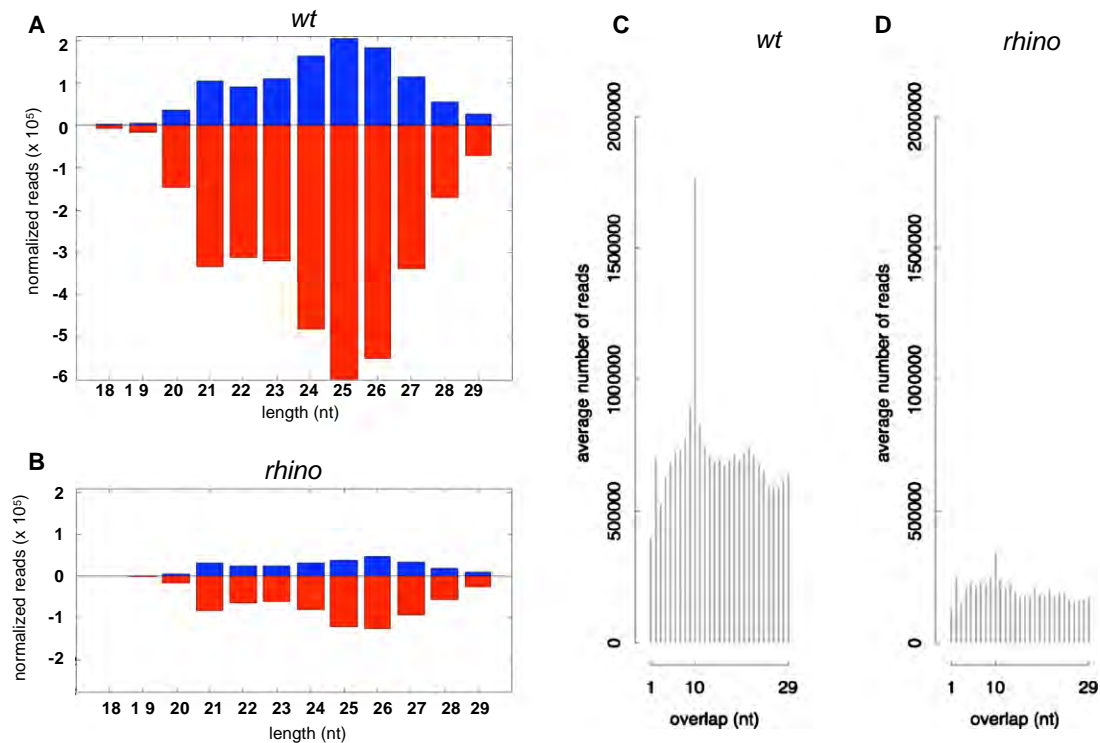 A
wt
normalized reads (x 10⁵)
2
1
0
-1
-2
-3
-4
-5
-6
18 1 9 20 21 22 23 24 25 26 27 28 29
length (nt)
B
rhino
normalized reads (x 10⁵)
2
1
0
-1
-2
18 1 9 20 21 22 23 24 25 26 27 28 29
length (nt)
C
wt
average number of reads
2000000
1500000
1000000
500000
0
1 10 29
overlap (nt)
D
rhino
average number of reads
2000000
1500000
1000000
500000
0
1 10 29
overlap (nt)